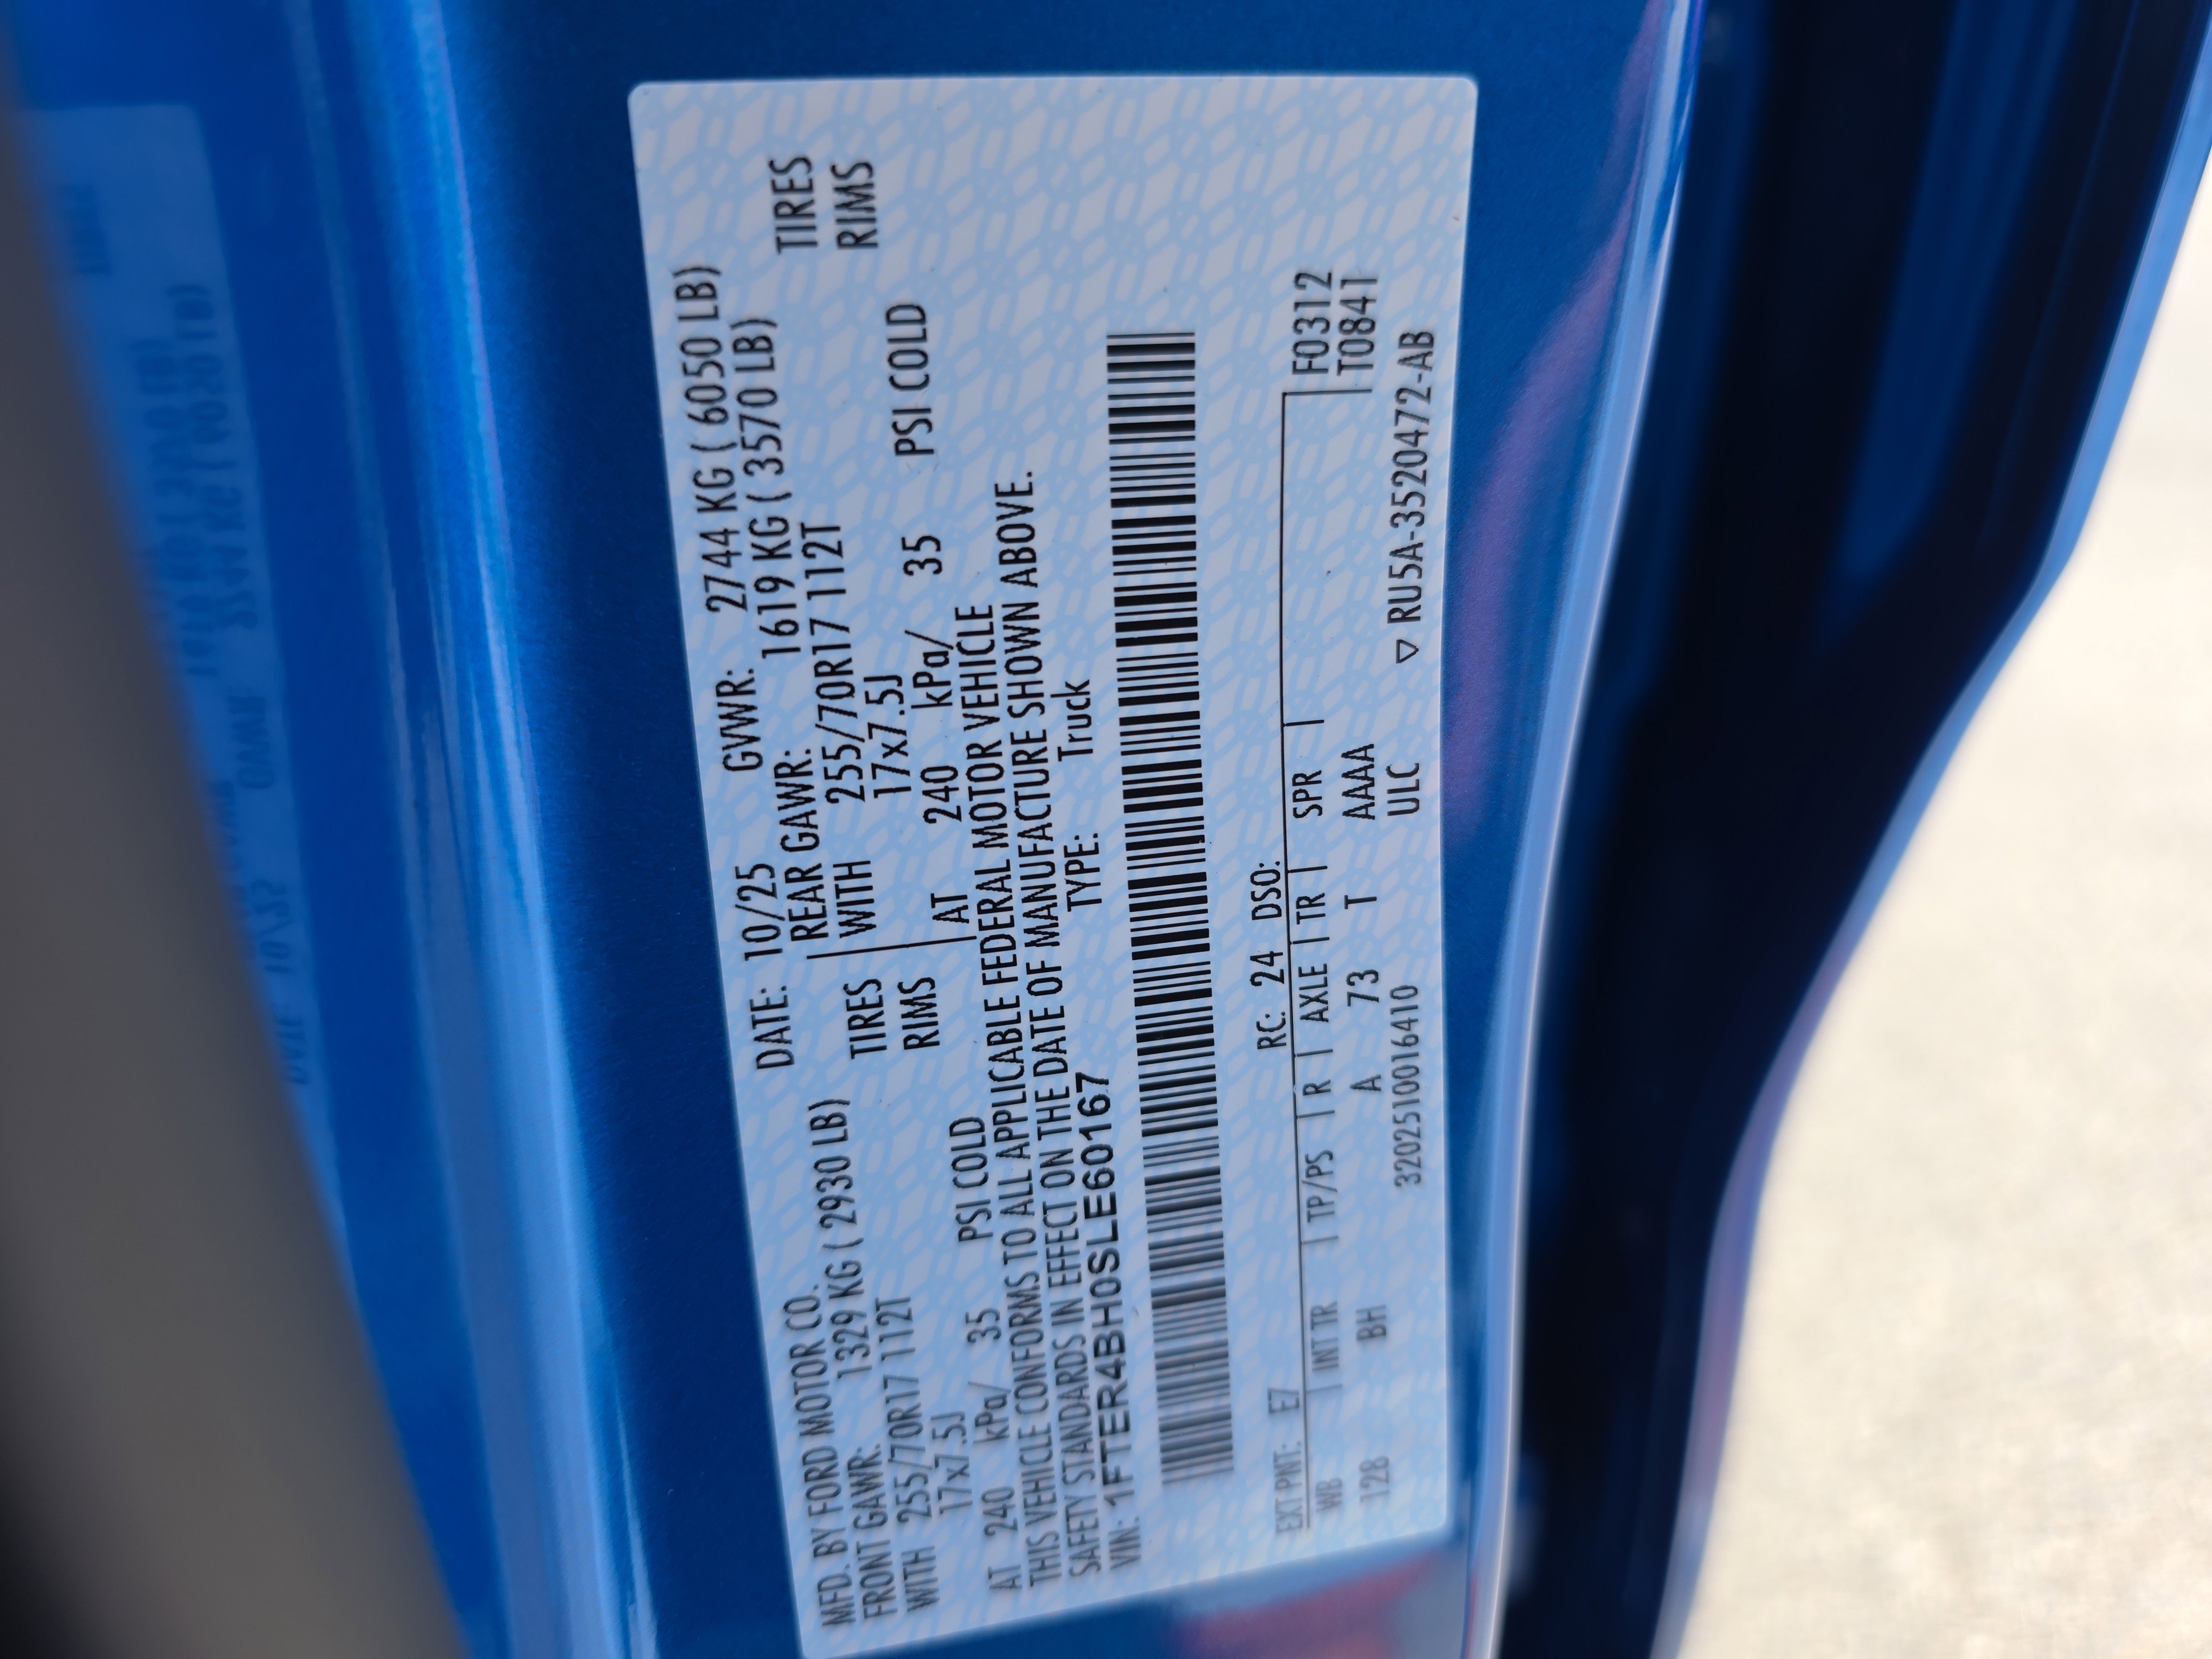 MFD. BY FORD MOTOR CO. DATE: 10/25 GVWR: 2744 KG ( 6050 LB)
FRONT GAWR: 1329 KG ( 2930 LB) REAR GAWR: 1619 KG ( 3570 LB)
WITH 255/70R17 112T TIRES WITH 255/70R17 112T TIRES
17x7.5J RIMS 17x7.5J RIMS
AT 240 kPa/ 35 PSI COLD AT 240 kPa/ 35 PSI COLD
THIS VEHICLE CONFORMS TO ALL APPLICABLE FEDERAL MOTOR VEHICLE
SAFETY STANDARDS IN EFFECT ON THE DATE OF MANUFACTURE SHOWN ABOVE.
VIN: 1FTER4BH0SLE60167 TYPE: Truck
EXT PNT: E7 RC: 24 DSO:
WB | INT TR | TP/PS | R | AXLE | TR | SPR | F0312
128 BH A 73 T AAAA T0841
3202510016410 ULC ▽ RU5A-3520472-AB